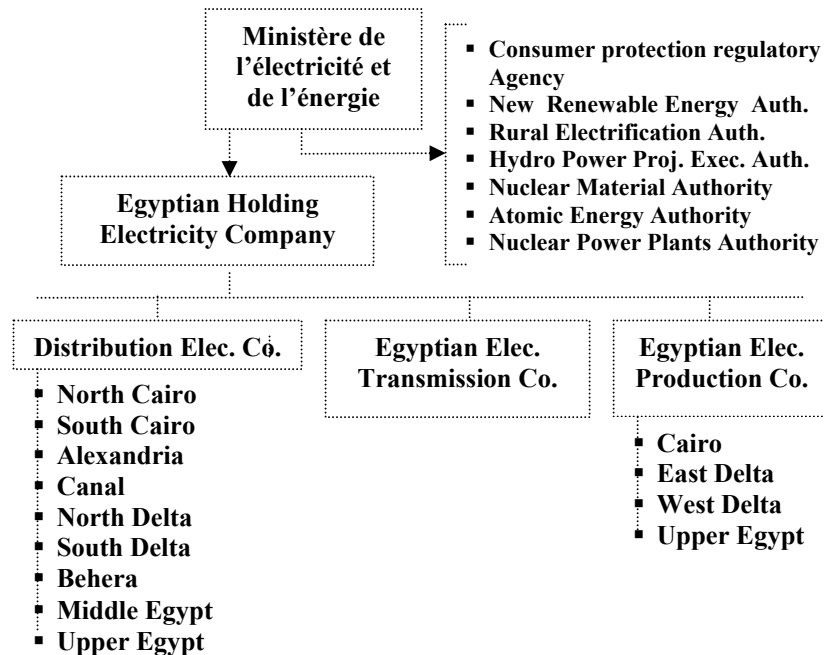 Ministère de
l’électricité et
de l’énergie
▪ Consumer protection regulatory
Agency
▪ New Renewable Energy Auth.
▪ Rural Electrification Auth.
▪ Hydro Power Proj. Exec. Auth.
▪ Nuclear Material Authority
▪ Atomic Energy Authority
▪ Nuclear Power Plants Authority
Egyptian Holding
Electricity Company
Distribution Elec. Co.
▪ North Cairo
▪ South Cairo
▪ Alexandria
▪ Canal
▪ North Delta
▪ South Delta
▪ Behera
▪ Middle Egypt
▪ Upper Egypt
Egyptian Elec.
Transmission Co.
Egyptian Elec.
Production Co.
▪ Cairo
▪ East Delta
▪ West Delta
▪ Upper Egypt